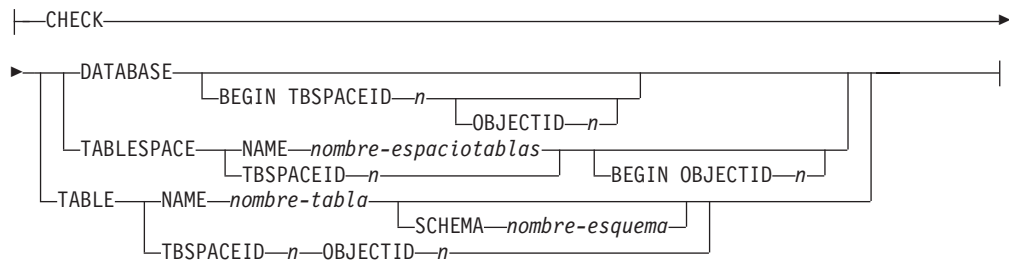 CHECK
DATABASE
BEGIN TBSPACEID n
OBJECTID n
TABLESPACE NAME nombre-espaciotablas
TBSPACEID n BEGIN OBJECTID n
TABLE NAME nombre-tabla
SCHEMA nombre-esquema
TBSPACEID n OBJECTID n